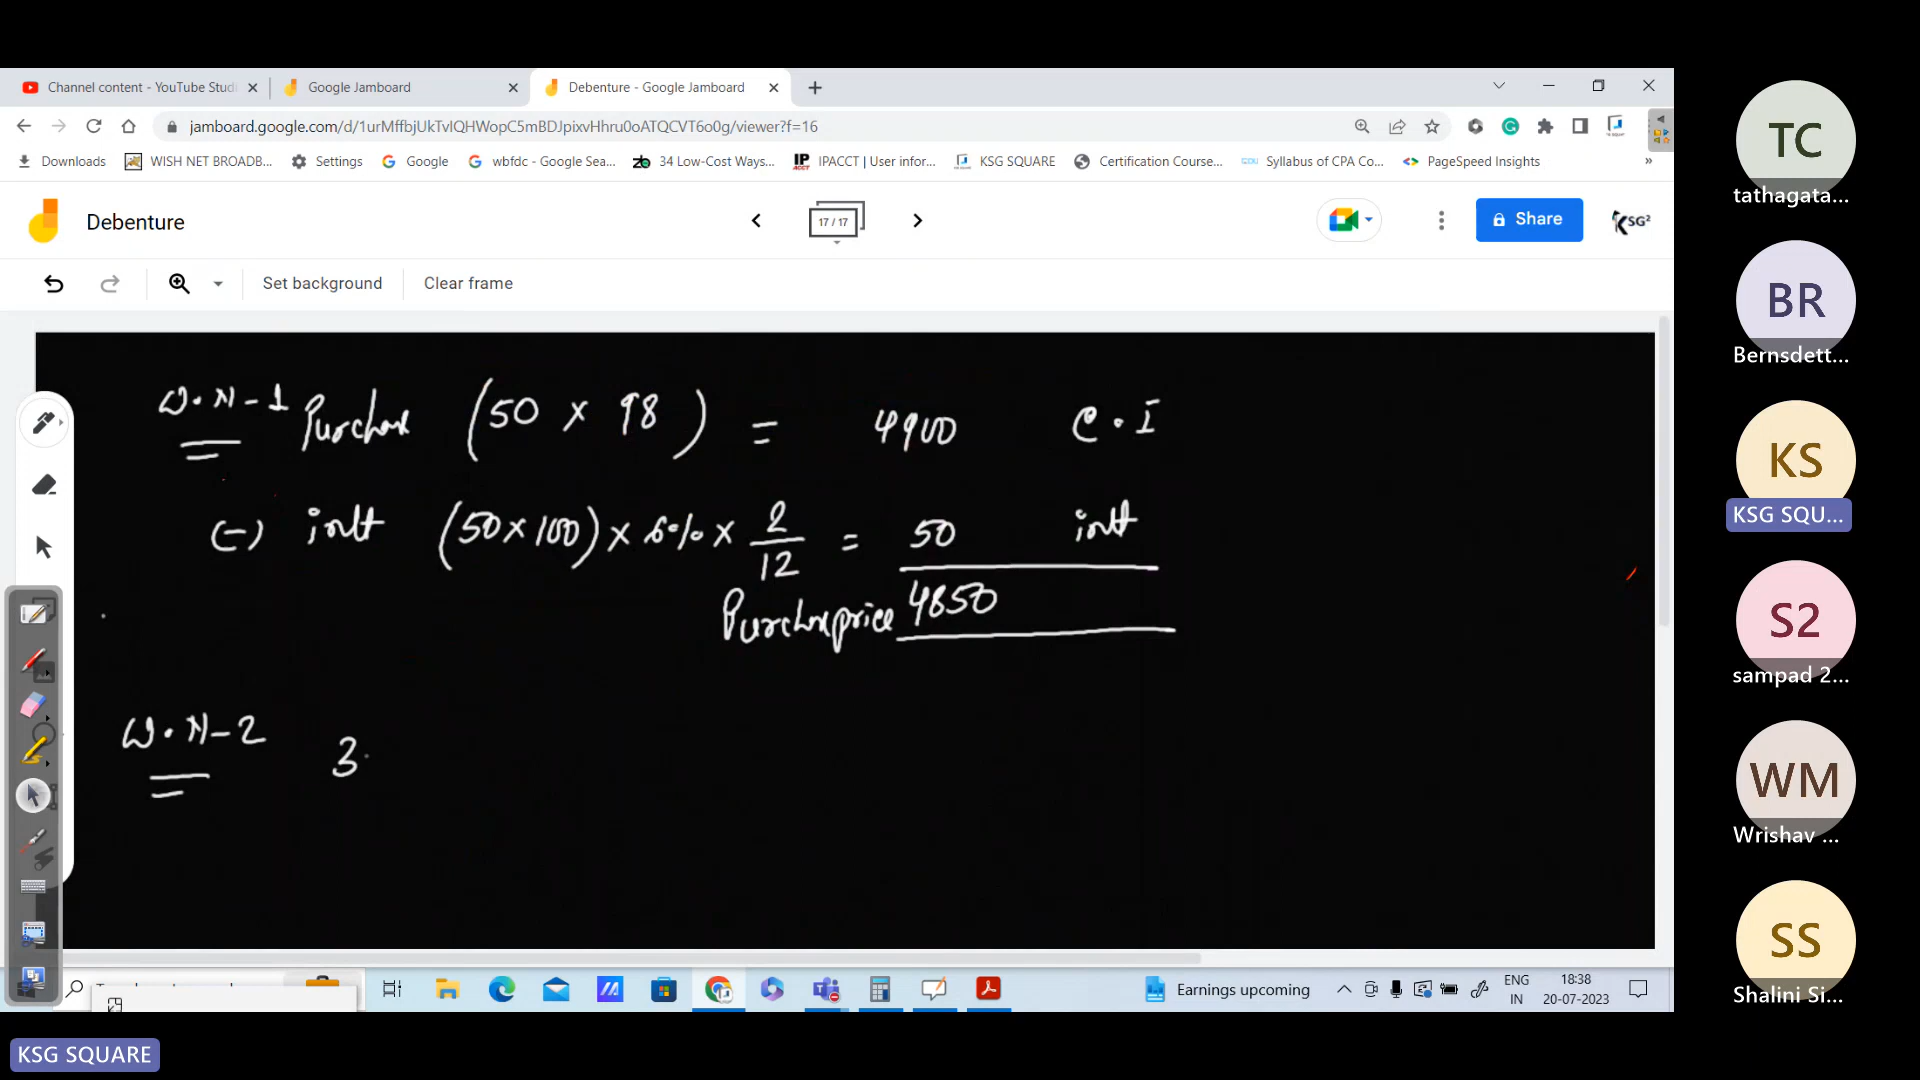 Channel content - YouTube Studi
Google Jamboard
Debenture - Google Jamboard
jamboard.google.com/d/1urMffbjUkTvIQHWopC5mBDJpixvHhru0oATQCVT6o0g/viewer?f=16
Downloads
WISH NET BROADB...
Settings
Google
wbfdc - Google Sea...
34 Low-Cost Ways...
IPACCT | User infor...
KSG SQUARE
Certification Course...
Syllabus of CPA Co...
PageSpeed Insights
»
Debenture
17 / 17
Share
KSG²
Set background
Clear frame
W.N-1 Purchase (50 x 98) = 4900 C.I
(-) intt (50x100) x 6% x 2/12 = 50 intt
Purchase price 4850
W.N-2 3
Earnings upcoming
ENG
IN
18:38
20-07-2023
TC
tathagata...
BR
Bernsdett...
KS
KSG SQU...
S2
sampad 2...
WM
Wrishav ...
SS
Shalini Si...
KSG SQUARE